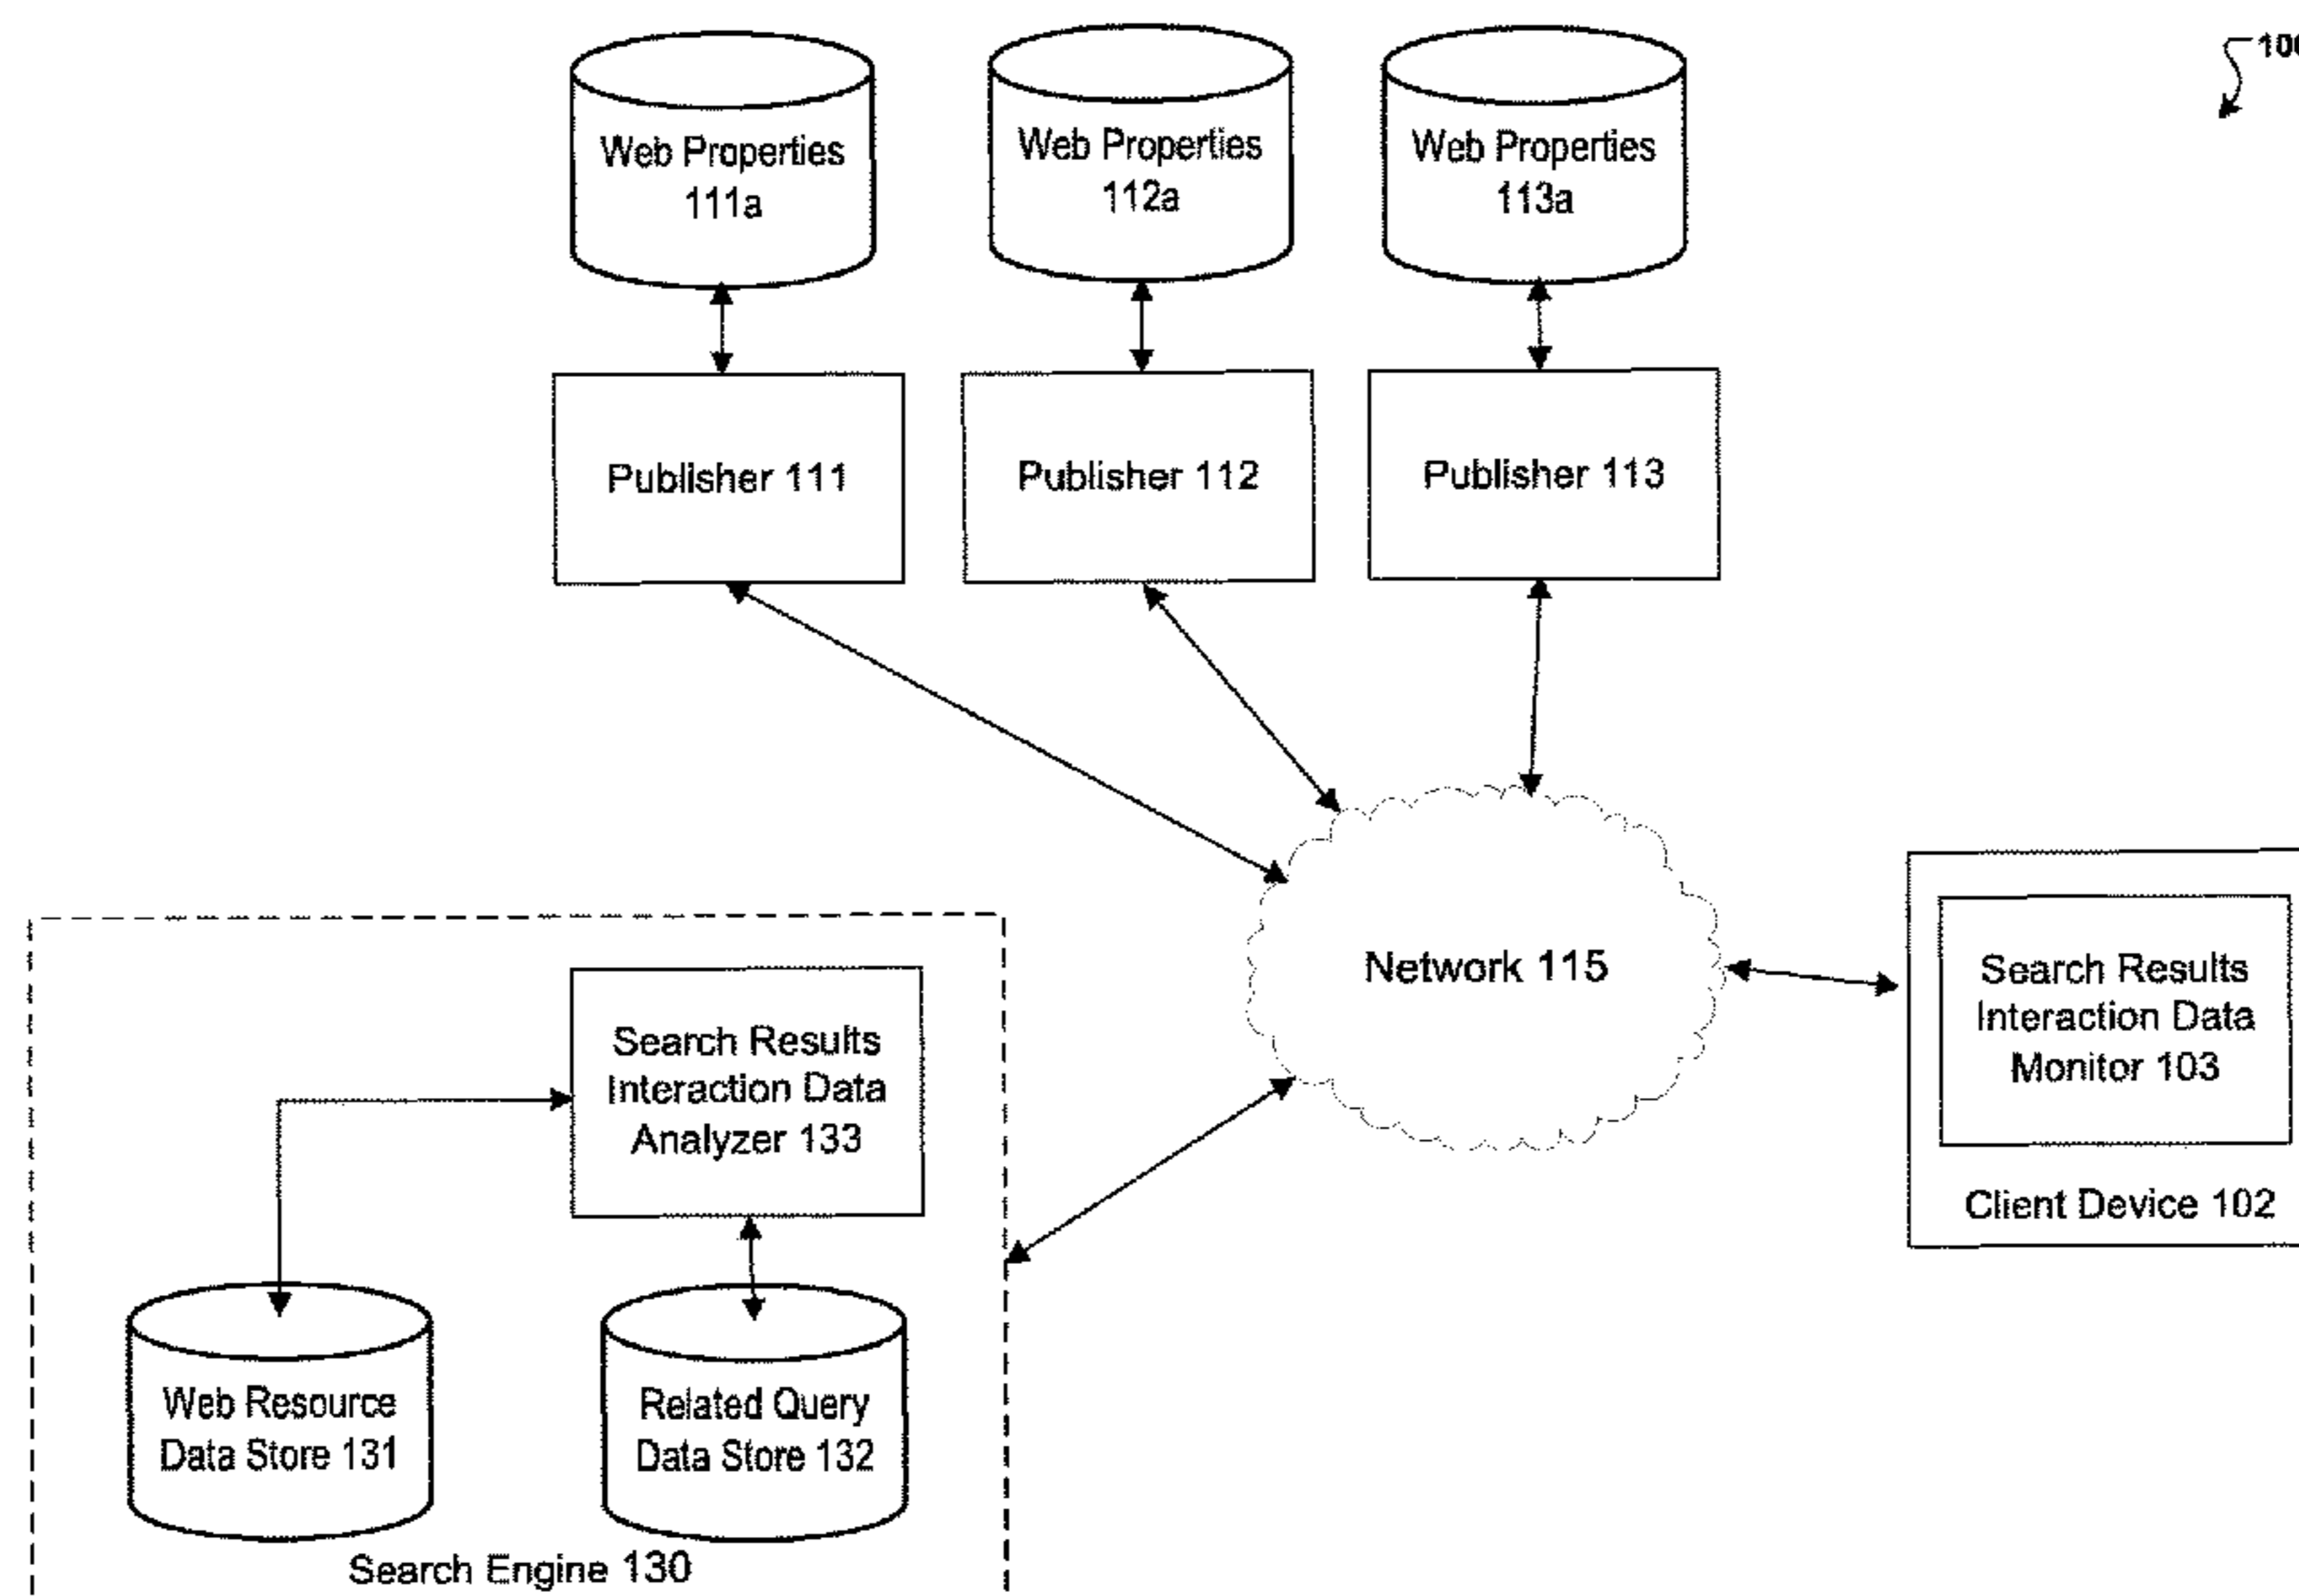 100
Web Properties
111a
Web Properties
112a
Web Properties
113a
Publisher 111
Publisher 112
Publisher 113
Network 115
Search Results
Interaction Data
Monitor 103
Client Device 102
Search Results
Interaction Data
Analyzer 133
Web Resource
Data Store 131
Related Query
Data Store 132
Search Engine 130